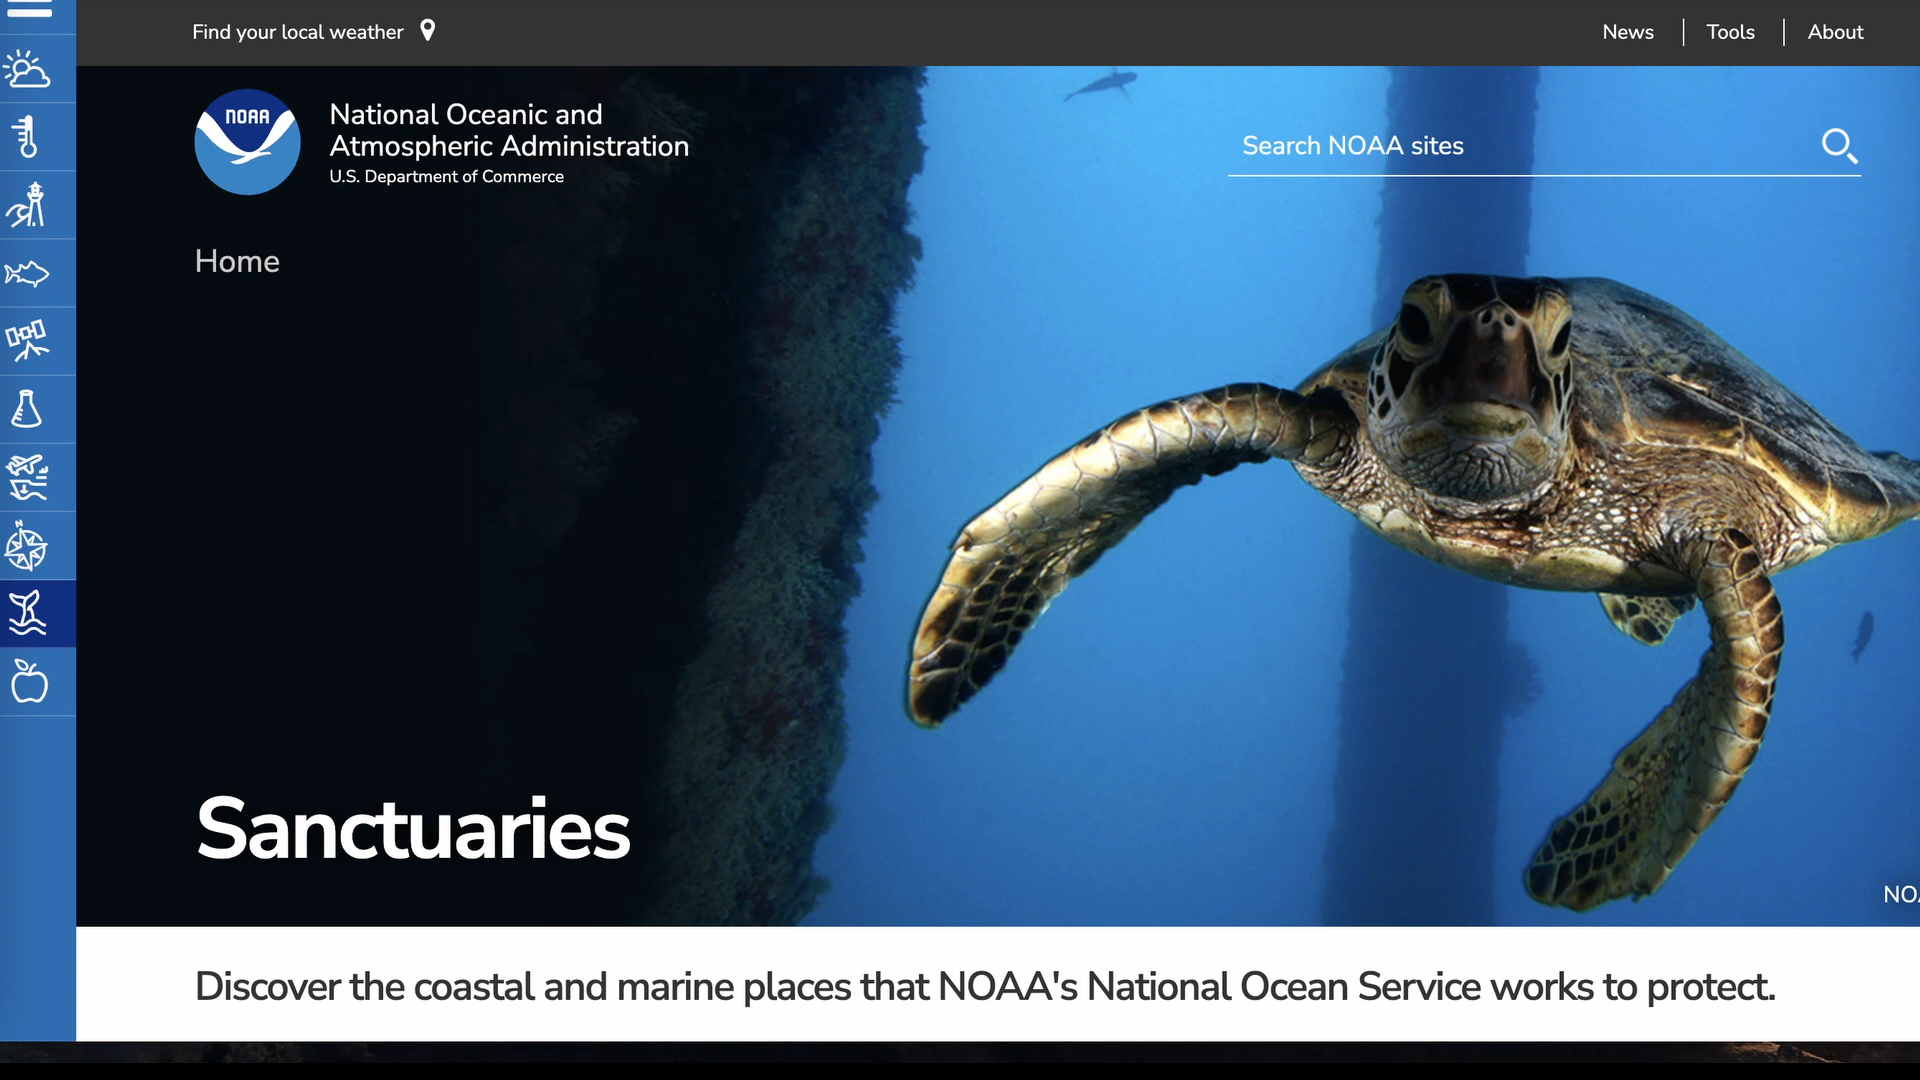 Find your local weather
News
Tools
About
NOAA
National Oceanic and
Atmospheric Administration
U.S. Department of Commerce
Search NOAA sites
Home
Sanctuaries
Discover the coastal and marine places that NOAA's National Ocean Service works to protect.